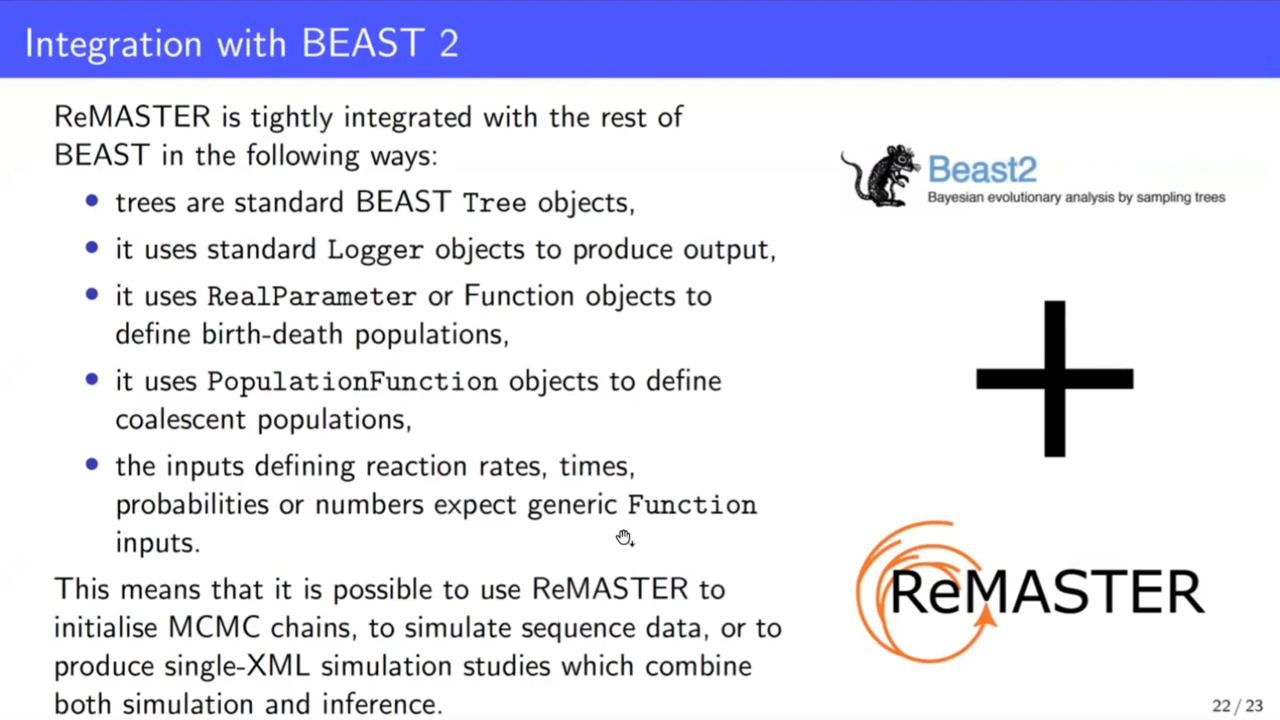 Integration with BEAST 2
ReMASTER is tightly integrated with the rest of
BEAST in the following ways:
• trees are standard BEAST Tree objects,
• it uses standard Logger objects to produce output,
• it uses RealParameter or Function objects to
define birth-death populations,
• it uses PopulationFunction objects to define
coalescent populations,
• the inputs defining reaction rates, times,
probabilities or numbers expect generic Function
inputs.
This means that it is possible to use ReMASTER to
initialise MCMC chains, to simulate sequence data, or to
produce single-XML simulation studies which combine
both simulation and inference.
Beast2
Bayesian evolutionary analysis by sampling trees
ReMASTER
22 / 23